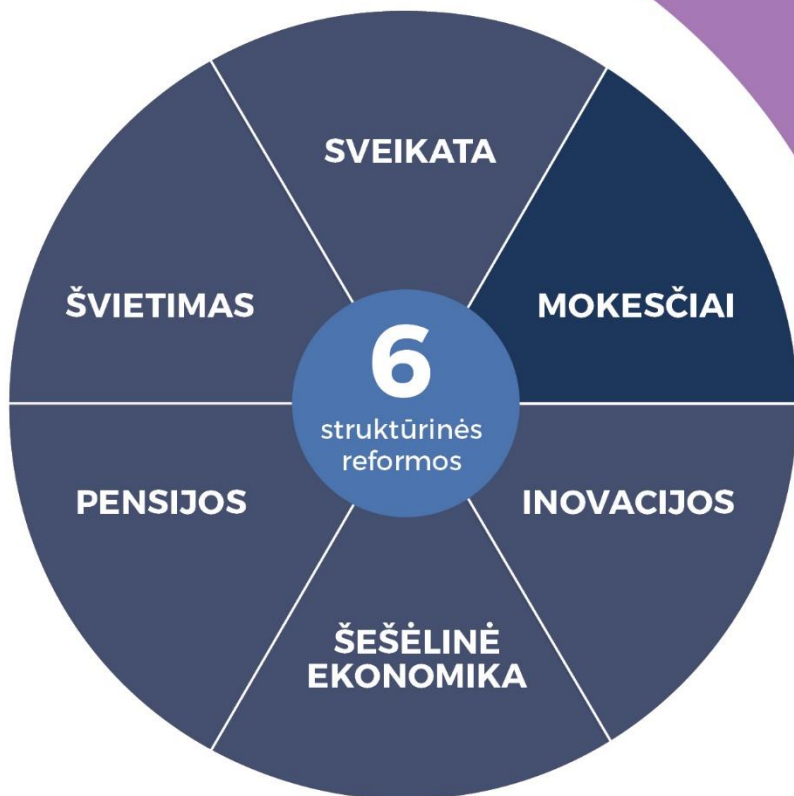 SVEIKATA
ŠVIETIMAS
MOKESČIAI
6
struktūrinės
reformos
PENSIJOS
INOVACIJOS
ŠEŠĖLINĖ
EKONOMIKA